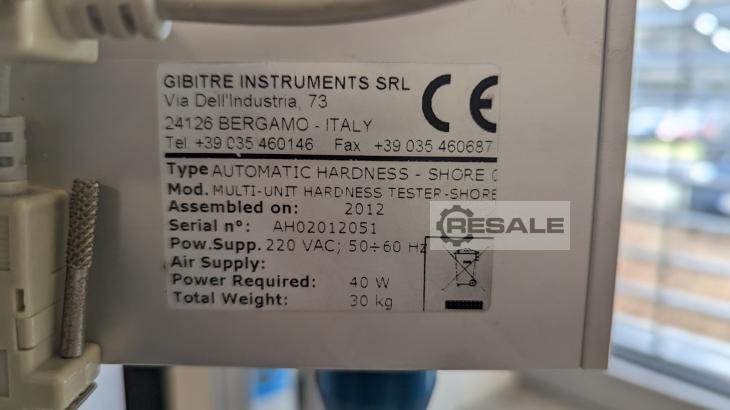 GIBITRE INSTRUMENTS SRL
Via Dell'Industria, 73
24126 BERGAMO - ITALY
Tel. +39 035 460146 Fax +39 035 460687
CE
Type AUTOMATIC HARDNESS - SHORE
Mod. MULTI-UNIT HARDNESS TESTER-SHORE
Assembled on: 2012
Serial n°: AH02012051
Pow.Supp. 220 VAC; 50÷60 Hz
Air Supply:
Power Required: 40 W
Total Weight: 30 kg
RESALE